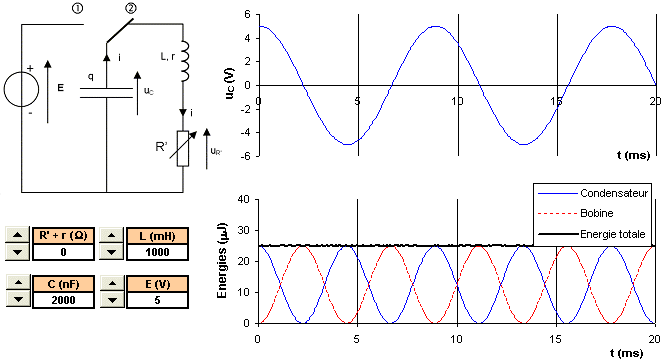 ① ②
+
-
E
q
i
u_C
L, r
i
R'
u_R'
R' + r (Ω)
0
L (mH)
1000
C (nF)
2000
E (V)
5
u_C (V)
6
4
2
0
-2
-4
-6
0 5 10 15 20
t (ms)
Energies (µJ)
40
30
20
10
0
0 5 10 15 20
t (ms)
Condensateur
Bobine
Energie totale